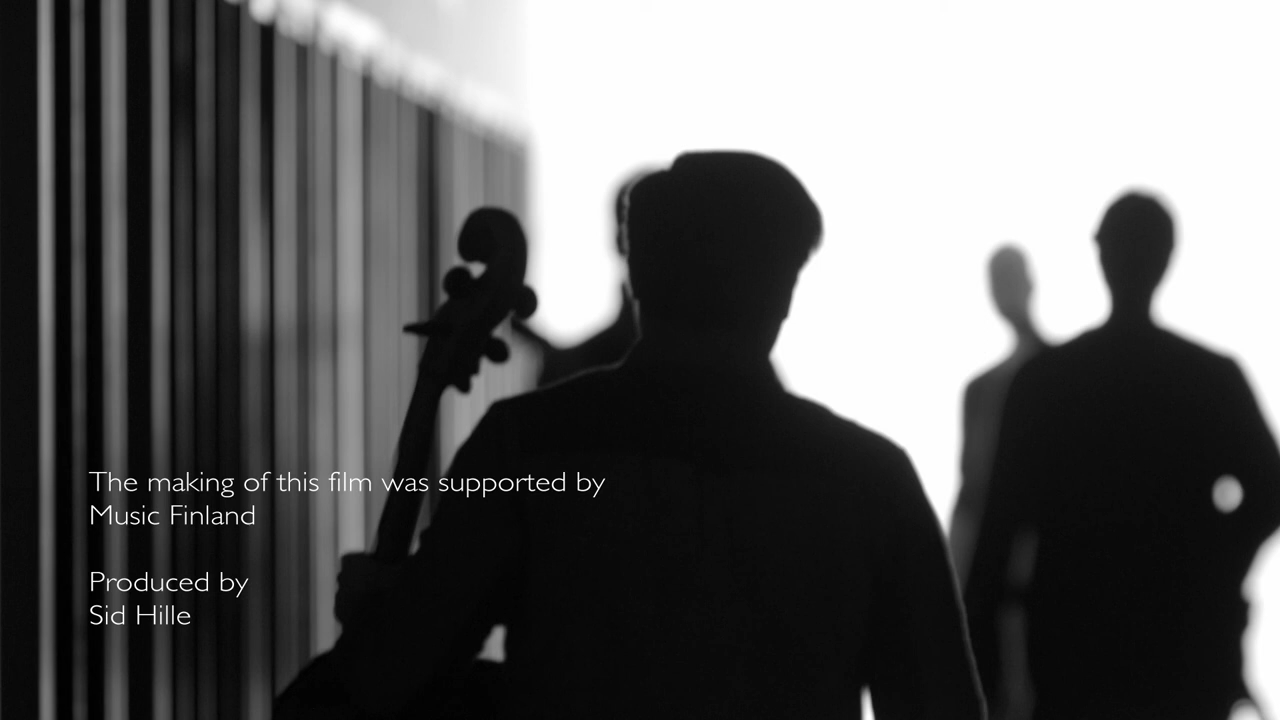 The making of this film was supported by
Music Finland
Produced by
Sid Hille